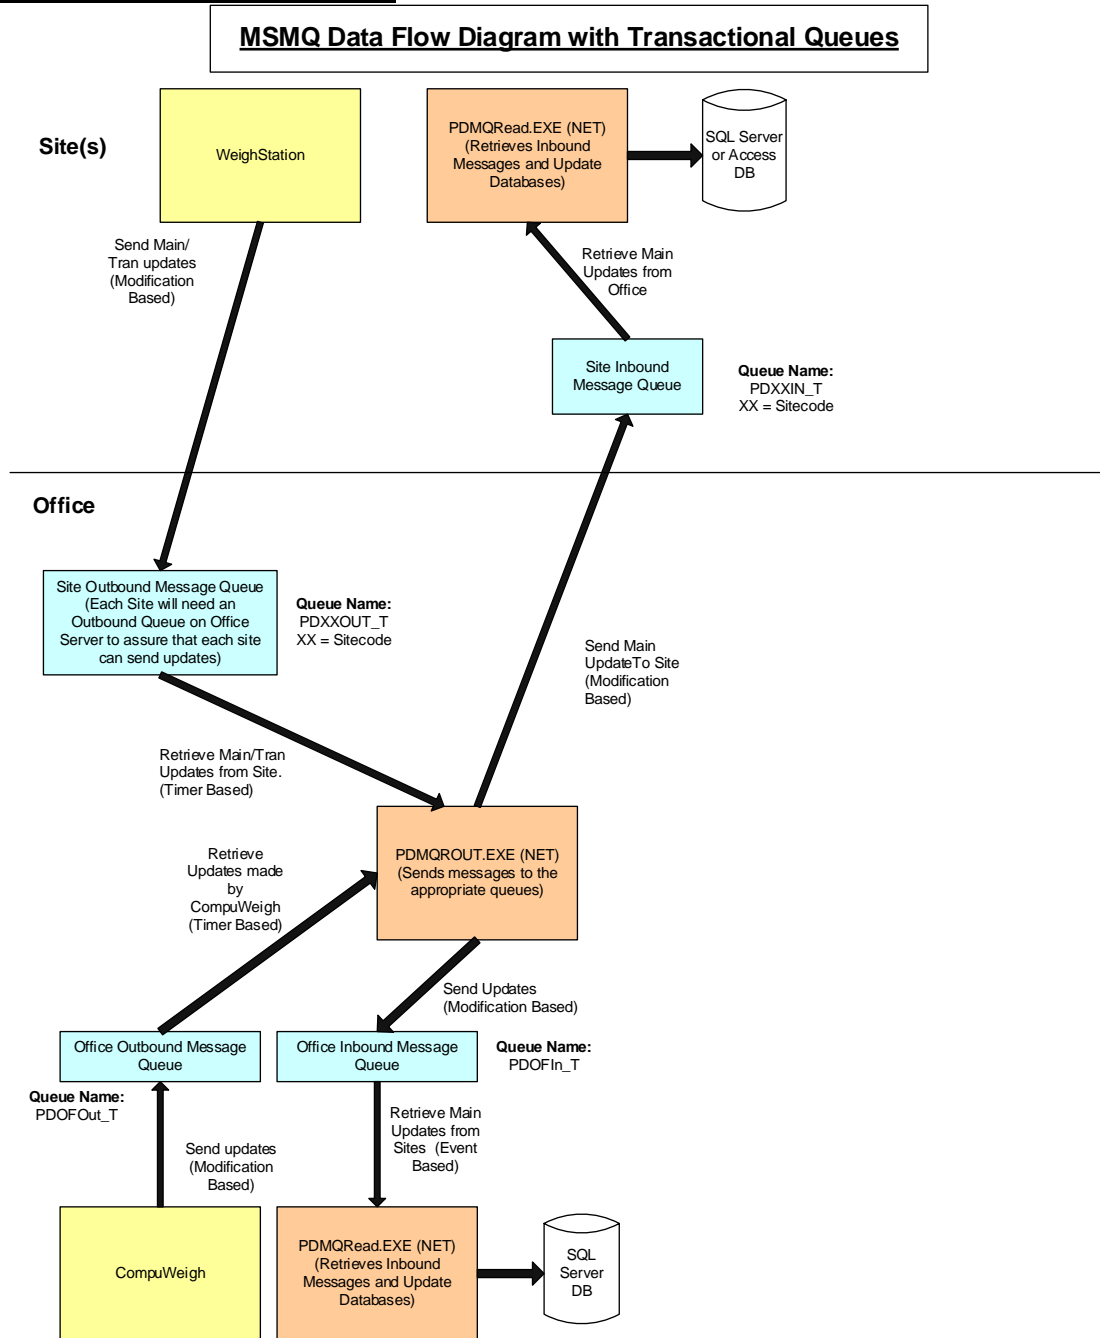 MSMQ Data Flow Diagram with Transactional Queues
Site(s)
WeighStation
PDMQRead.EXE (NET)
(Retrieves Inbound
Messages and Update
Databases)
SQL Server
or Access
DB
Send Main/
Tran updates
(Modification
Based)
Retrieve Main
Updates from
Office
Site Inbound
Message Queue
Queue Name:
PDXXIN_T
XX = Sitecode
Office
Site Outbound Message Queue
(Each Site will need an
Outbound Queue on Office
Server to assure that each site
can send updates)
Queue Name:
PDXXOUT_T
XX = Sitecode
Send Main
UpdateTo Site
(Modification
Based)
Retrieve Main/Tran
Updates from Site.
(Timer Based)
Retrieve
Updates made
by
CompuWeigh
(Timer Based)
PDMQROUT.EXE (NET)
(Sends messages to the
appropriate queues)
Send Updates
(Modification Based)
Office Outbound Message
Queue
Office Inbound Message
Queue
Queue Name:
PDOFIn_T
Queue Name:
PDOFOut_T
Retrieve Main
Updates from
Sites  (Event
Based)
Send updates
(Modification
Based)
CompuWeigh
PDMQRead.EXE (NET)
(Retrieves Inbound
Messages and Update
Databases)
SQL
Server
DB